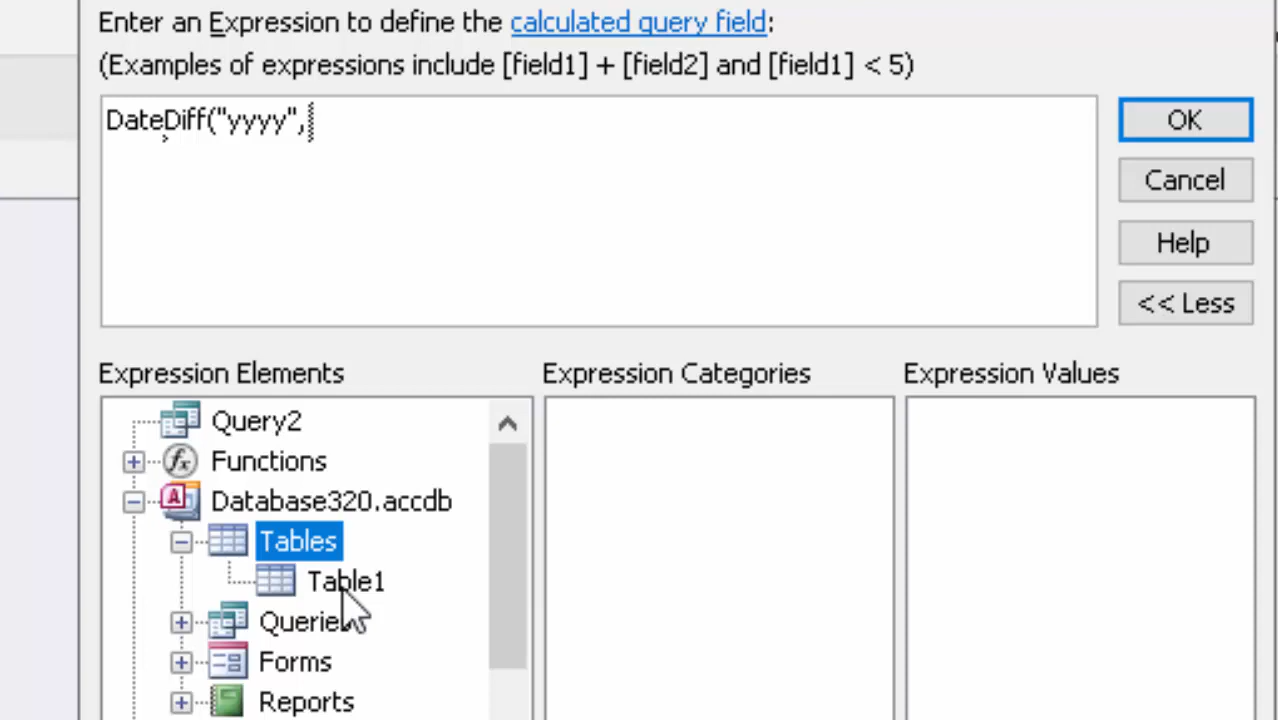 Enter an Expression to define the calculated query field:
(Examples of expressions include [field1] + [field2] and [field1] < 5)
DateDiff("yyyy",
OK
Cancel
Help
<< Less
Expression Elements
Expression Categories
Expression Values
Query2
Functions
Database320.accdb
Tables
Table1
Queries
Forms
Reports